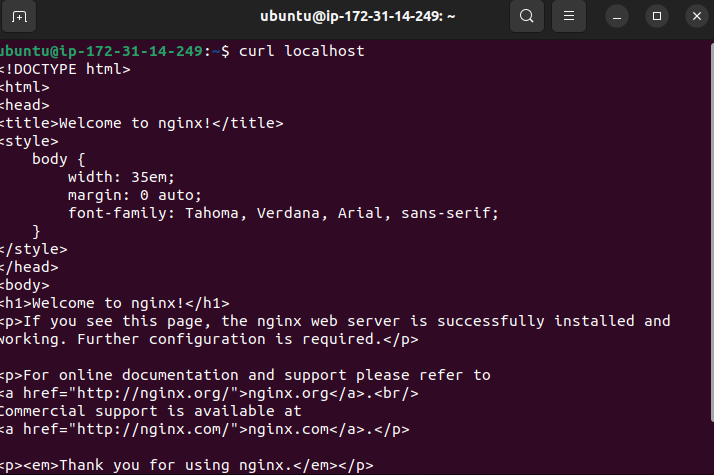 ubuntu@ip-172-31-14-249: ~
ubuntu@ip-172-31-14-249:~$ curl localhost
<!DOCTYPE html>
<html>
<head>
<title>Welcome to nginx!</title>
<style>
    body {
        width: 35em;
        margin: 0 auto;
        font-family: Tahoma, Verdana, Arial, sans-serif;
    }
</style>
</head>
<body>
<h1>Welcome to nginx!</h1>
<p>If you see this page, the nginx web server is successfully installed and
working. Further configuration is required.</p>

<p>For online documentation and support please refer to
<a href="http://nginx.org/">nginx.org</a>.<br/>
Commercial support is available at
<a href="http://nginx.com/">nginx.com</a>.</p>

<p><em>Thank you for using nginx.</em></p>